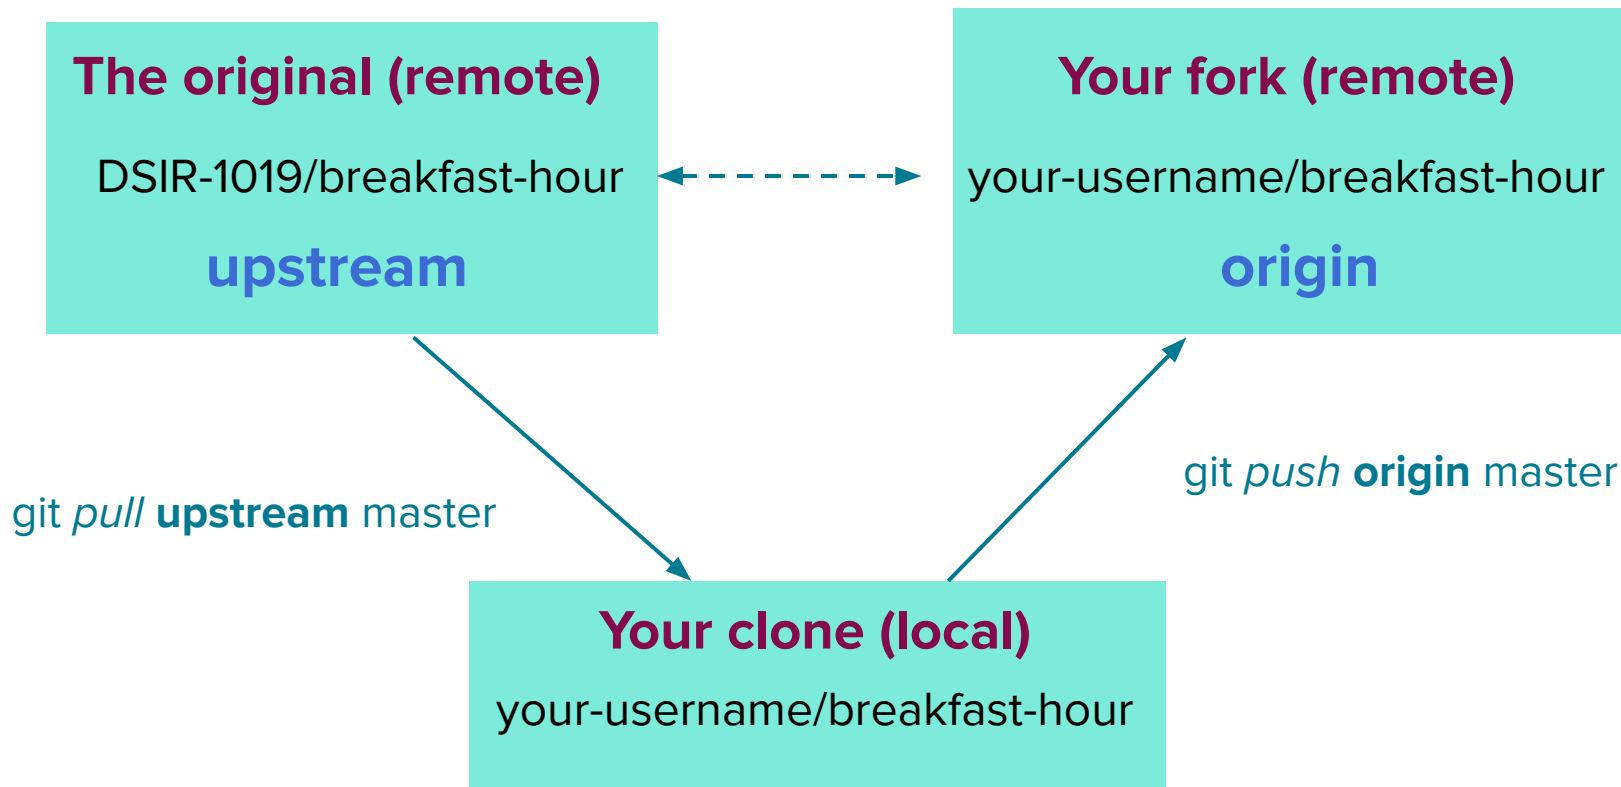 The original (remote)
DSIR-1019/breakfast-hour
upstream
Your fork (remote)
your-username/breakfast-hour
origin
git pull upstream master
git push origin master
Your clone (local)
your-username/breakfast-hour